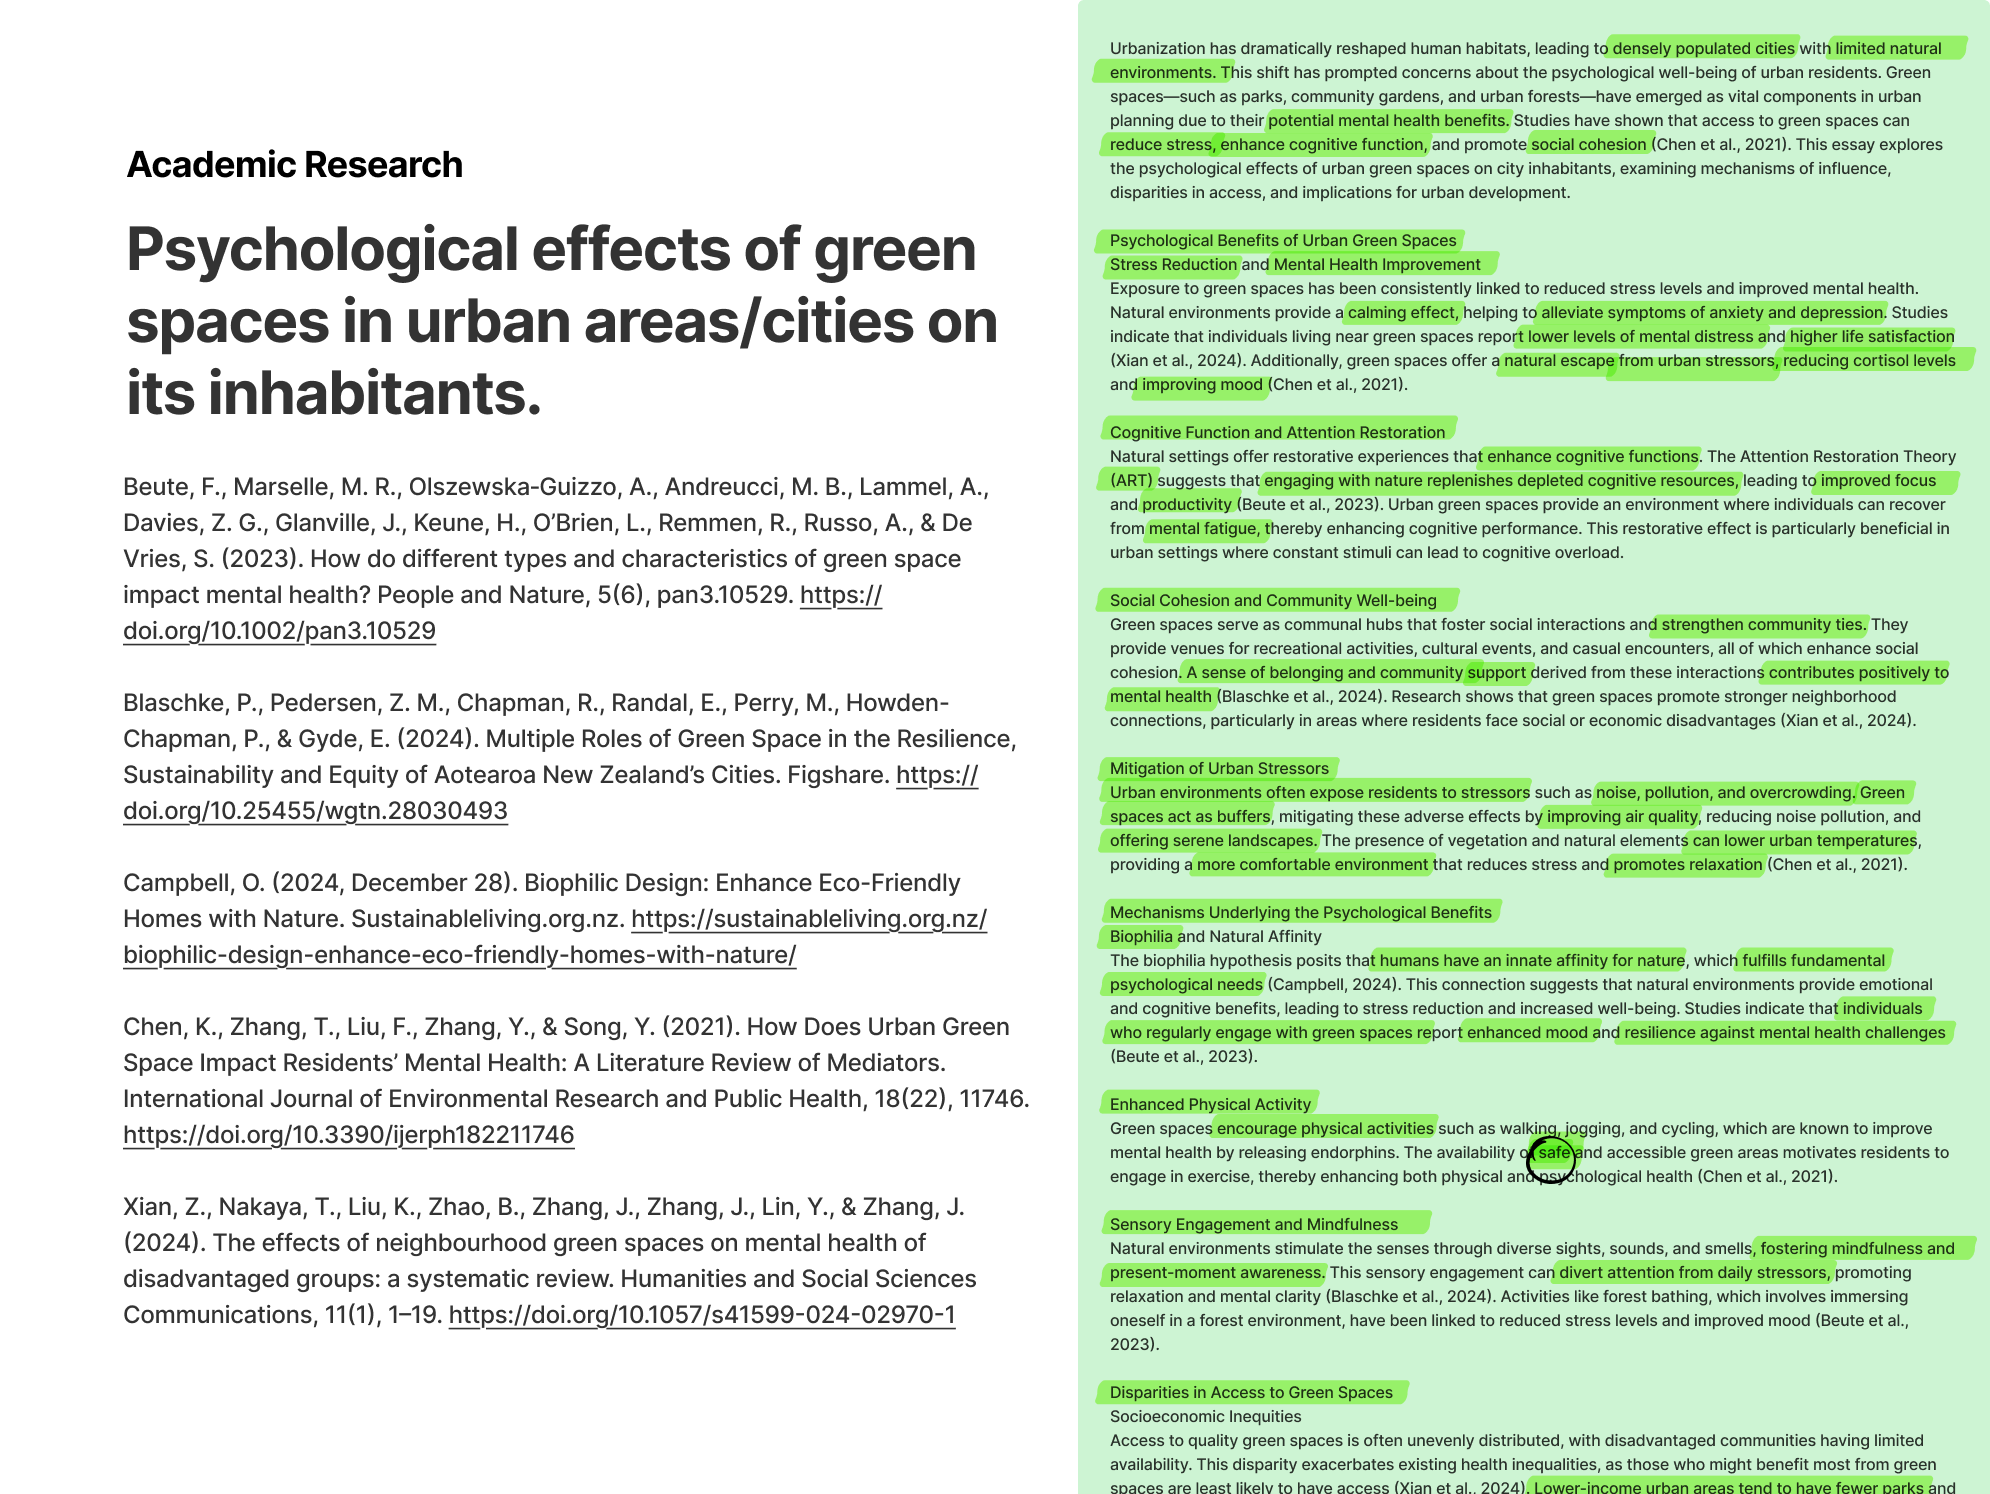 Academic Research
Psychological effects of green
spaces in urban areas/cities on
its inhabitants.
Beute, F., Marselle, M. R., Olszewska-Guizzo, A., Andreucci, M. B., Lammel, A.,
Davies, Z. G., Glanville, J., Keune, H., O’Brien, L., Remmen, R., Russo, A., & De
Vries, S. (2023). How do different types and characteristics of green space
impact mental health? People and Nature, 5(6), pan3.10529. https://
doi.org/10.1002/pan3.10529
Blaschke, P., Pedersen, Z. M., Chapman, R., Randal, E., Perry, M., Howden-
Chapman, P., & Gyde, E. (2024). Multiple Roles of Green Space in the Resilience,
Sustainability and Equity of Aotearoa New Zealand’s Cities. Figshare. https://
doi.org/10.25455/wgtn.28030493
Campbell, O. (2024, December 28). Biophilic Design: Enhance Eco-Friendly
Homes with Nature. Sustainableliving.org.nz. https://sustainableliving.org.nz/
biophilic-design-enhance-eco-friendly-homes-with-nature/
Chen, K., Zhang, T., Liu, F., Zhang, Y., & Song, Y. (2021). How Does Urban Green
Space Impact Residents’ Mental Health: A Literature Review of Mediators.
International Journal of Environmental Research and Public Health, 18(22), 11746.
https://doi.org/10.3390/ijerph182211746
Xian, Z., Nakaya, T., Liu, K., Zhao, B., Zhang, J., Zhang, J., Lin, Y., & Zhang, J.
(2024). The effects of neighbourhood green spaces on mental health of
disadvantaged groups: a systematic review. Humanities and Social Sciences
Communications, 11(1), 1–19. https://doi.org/10.1057/s41599-024-02970-1
Urbanization has dramatically reshaped human habitats, leading to densely populated cities with limited natural
environments. This shift has prompted concerns about the psychological well-being of urban residents. Green
spaces—such as parks, community gardens, and urban forests—have emerged as vital components in urban
planning due to their potential mental health benefits. Studies have shown that access to green spaces can
reduce stress, enhance cognitive function, and promote social cohesion (Chen et al., 2021). This essay explores
the psychological effects of urban green spaces on city inhabitants, examining mechanisms of influence,
disparities in access, and implications for urban development.
Psychological Benefits of Urban Green Spaces
Stress Reduction and Mental Health Improvement
Exposure to green spaces has been consistently linked to reduced stress levels and improved mental health.
Natural environments provide a calming effect, helping to alleviate symptoms of anxiety and depression. Studies
indicate that individuals living near green spaces report lower levels of mental distress and higher life satisfaction
(Xian et al., 2024). Additionally, green spaces offer a natural escape from urban stressors, reducing cortisol levels
and improving mood (Chen et al., 2021).
Cognitive Function and Attention Restoration
Natural settings offer restorative experiences that enhance cognitive functions. The Attention Restoration Theory
(ART) suggests that engaging with nature replenishes depleted cognitive resources, leading to improved focus
and productivity (Beute et al., 2023). Urban green spaces provide an environment where individuals can recover
from mental fatigue, thereby enhancing cognitive performance. This restorative effect is particularly beneficial in
urban settings where constant stimuli can lead to cognitive overload.
Social Cohesion and Community Well-being
Green spaces serve as communal hubs that foster social interactions and strengthen community ties. They
provide venues for recreational activities, cultural events, and casual encounters, all of which enhance social
cohesion. A sense of belonging and community support derived from these interactions contributes positively to
mental health (Blaschke et al., 2024). Research shows that green spaces promote stronger neighborhood
connections, particularly in areas where residents face social or economic disadvantages (Xian et al., 2024).
Mitigation of Urban Stressors
Urban environments often expose residents to stressors such as noise, pollution, and overcrowding. Green
spaces act as buffers, mitigating these adverse effects by improving air quality, reducing noise pollution, and
offering serene landscapes. The presence of vegetation and natural elements can lower urban temperatures,
providing a more comfortable environment that reduces stress and promotes relaxation (Chen et al., 2021).
Mechanisms Underlying the Psychological Benefits
Biophilia and Natural Affinity
The biophilia hypothesis posits that humans have an innate affinity for nature, which fulfills fundamental
psychological needs (Campbell, 2024). This connection suggests that natural environments provide emotional
and cognitive benefits, leading to stress reduction and increased well-being. Studies indicate that individuals
who regularly engage with green spaces report enhanced mood and resilience against mental health challenges
(Beute et al., 2023).
Enhanced Physical Activity
Green spaces encourage physical activities such as walking, jogging, and cycling, which are known to improve
mental health by releasing endorphins. The availability of safe and accessible green areas motivates residents to
engage in exercise, thereby enhancing both physical and psychological health (Chen et al., 2021).
Sensory Engagement and Mindfulness
Natural environments stimulate the senses through diverse sights, sounds, and smells, fostering mindfulness and
present-moment awareness. This sensory engagement can divert attention from daily stressors, promoting
relaxation and mental clarity (Blaschke et al., 2024). Activities like forest bathing, which involves immersing
oneself in a forest environment, have been linked to reduced stress levels and improved mood (Beute et al.,
2023).
Disparities in Access to Green Spaces
Socioeconomic Inequities
Access to quality green spaces is often unevenly distributed, with disadvantaged communities having limited
availability. This disparity exacerbates existing health inequalities, as those who might benefit most from green
spaces are least likely to have access (Xian et al., 2024). Lower-income urban areas tend to have fewer parks and